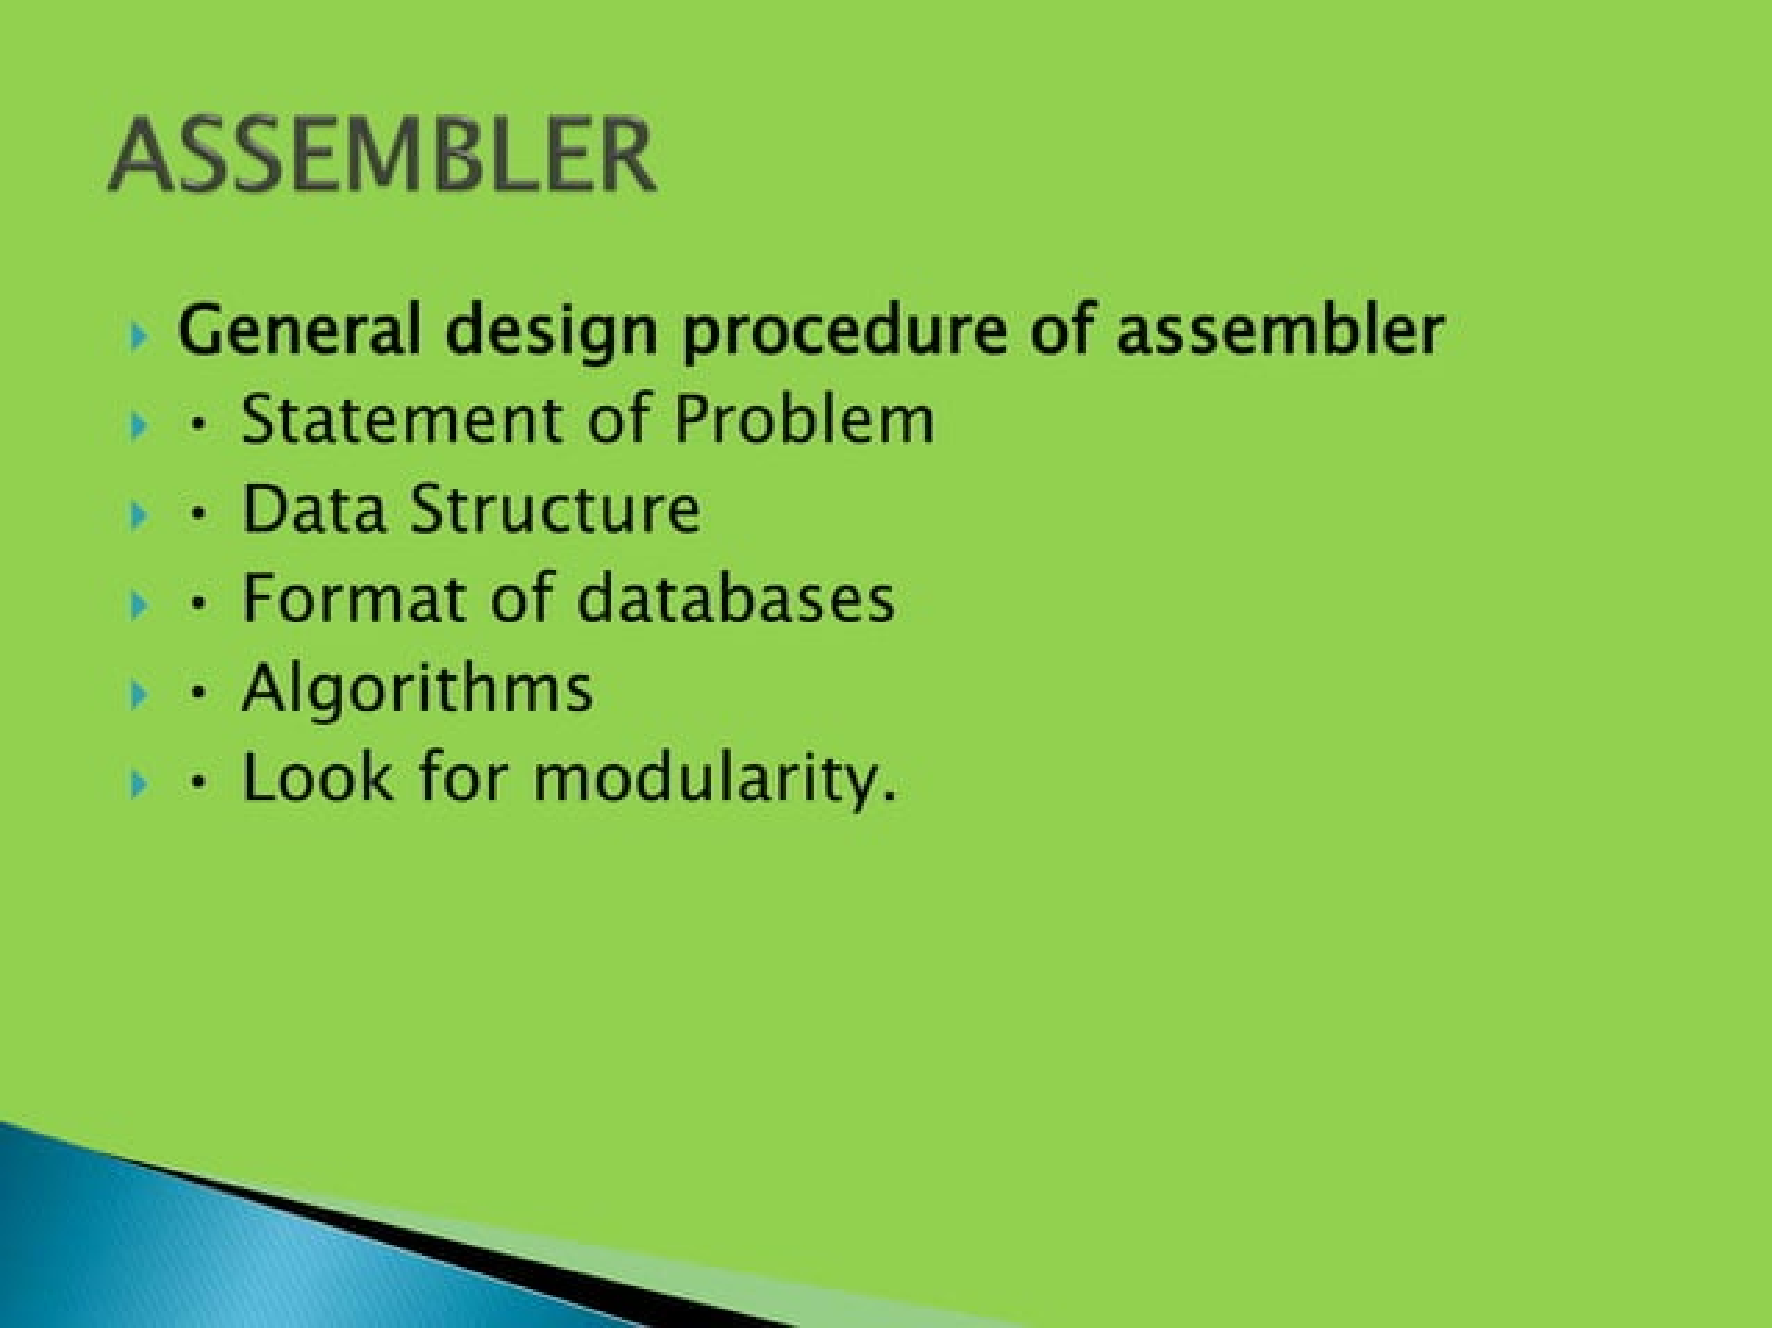 ASSEMBLER
General design procedure of assembler
• Statement of Problem
• Data Structure
• Format of databases
• Algorithms
• Look for modularity.